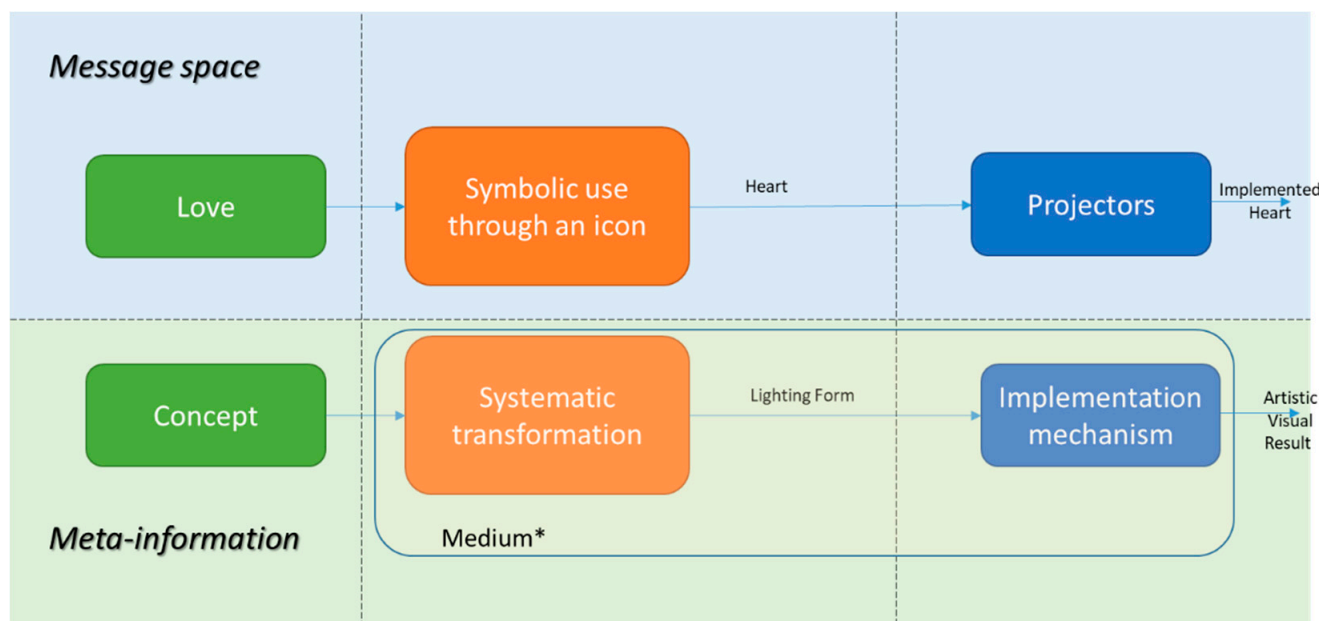 Message space
Love
Symbolic use
through an icon
Heart
Projectors
Implemented
Heart
Concept
Systematic
transformation
Lighting Form
Implementation
mechanism
Artistic
Visual
Result
Medium*
Meta-information